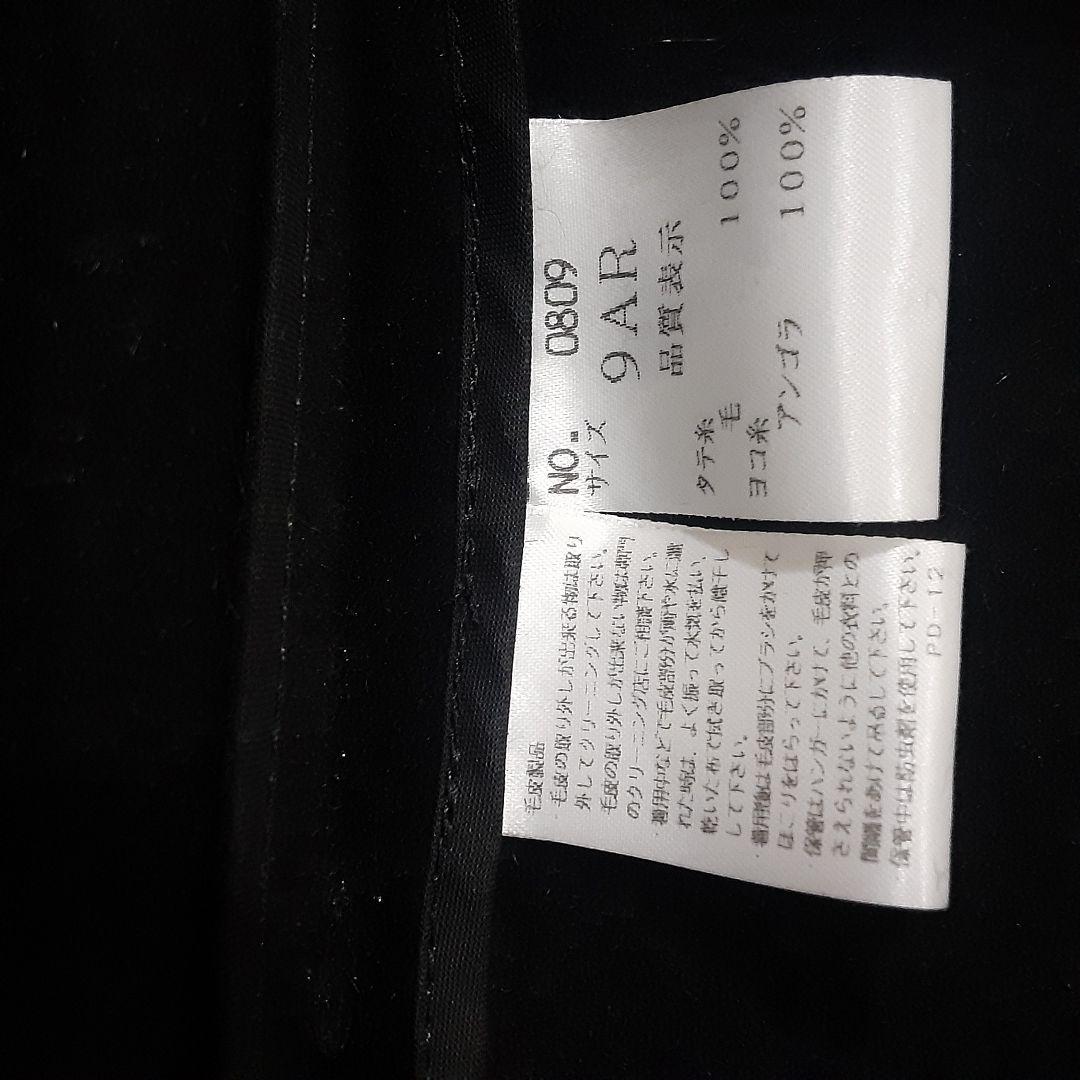 NO. 0809
サイズ 9AR
品質表示
タテ糸
毛 100%
ヨコ糸
アンゴラ 100%
毛皮製品
・毛皮の取り外しが出来る物は取り
外してクリーニングして下さい。
毛皮の取り外しが出来ない物は専門
のクリーニング店にご相談下さい。
・着用中などで毛皮部分が雨や水に濡
れた時は、よく振って水気を払い、
乾いた布で拭き取ってから陰干し
して下さい。
・着用後は毛皮部分にブラシをかけて
ほこりをはらって下さい。
・保管はハンガーにかけて、毛皮が押
さえられないように他の衣料との
間隔をあけて吊るして下さい。
・保管中は防虫剤を使用して下さい。
PD-12